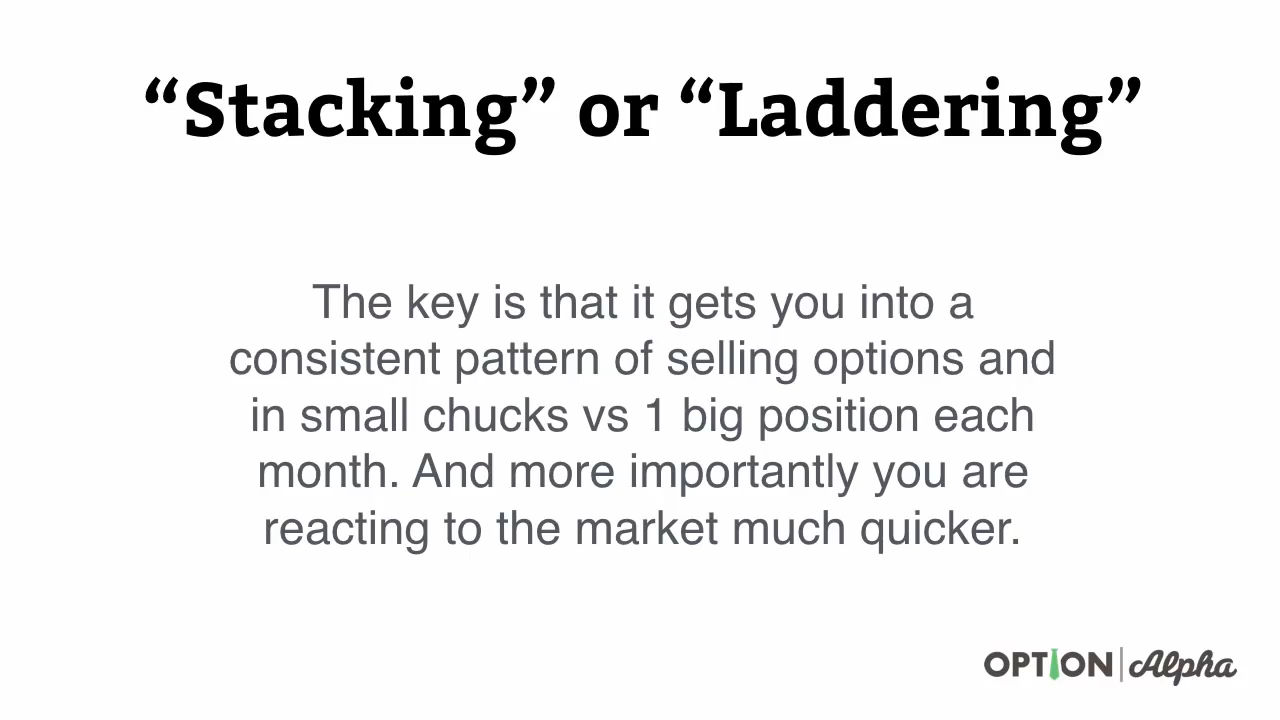 “Stacking” or “Laddering”
The key is that it gets you into a
consistent pattern of selling options and
in small chucks vs 1 big position each
month. And more importantly you are
reacting to the market much quicker.
OPTION | Alpha